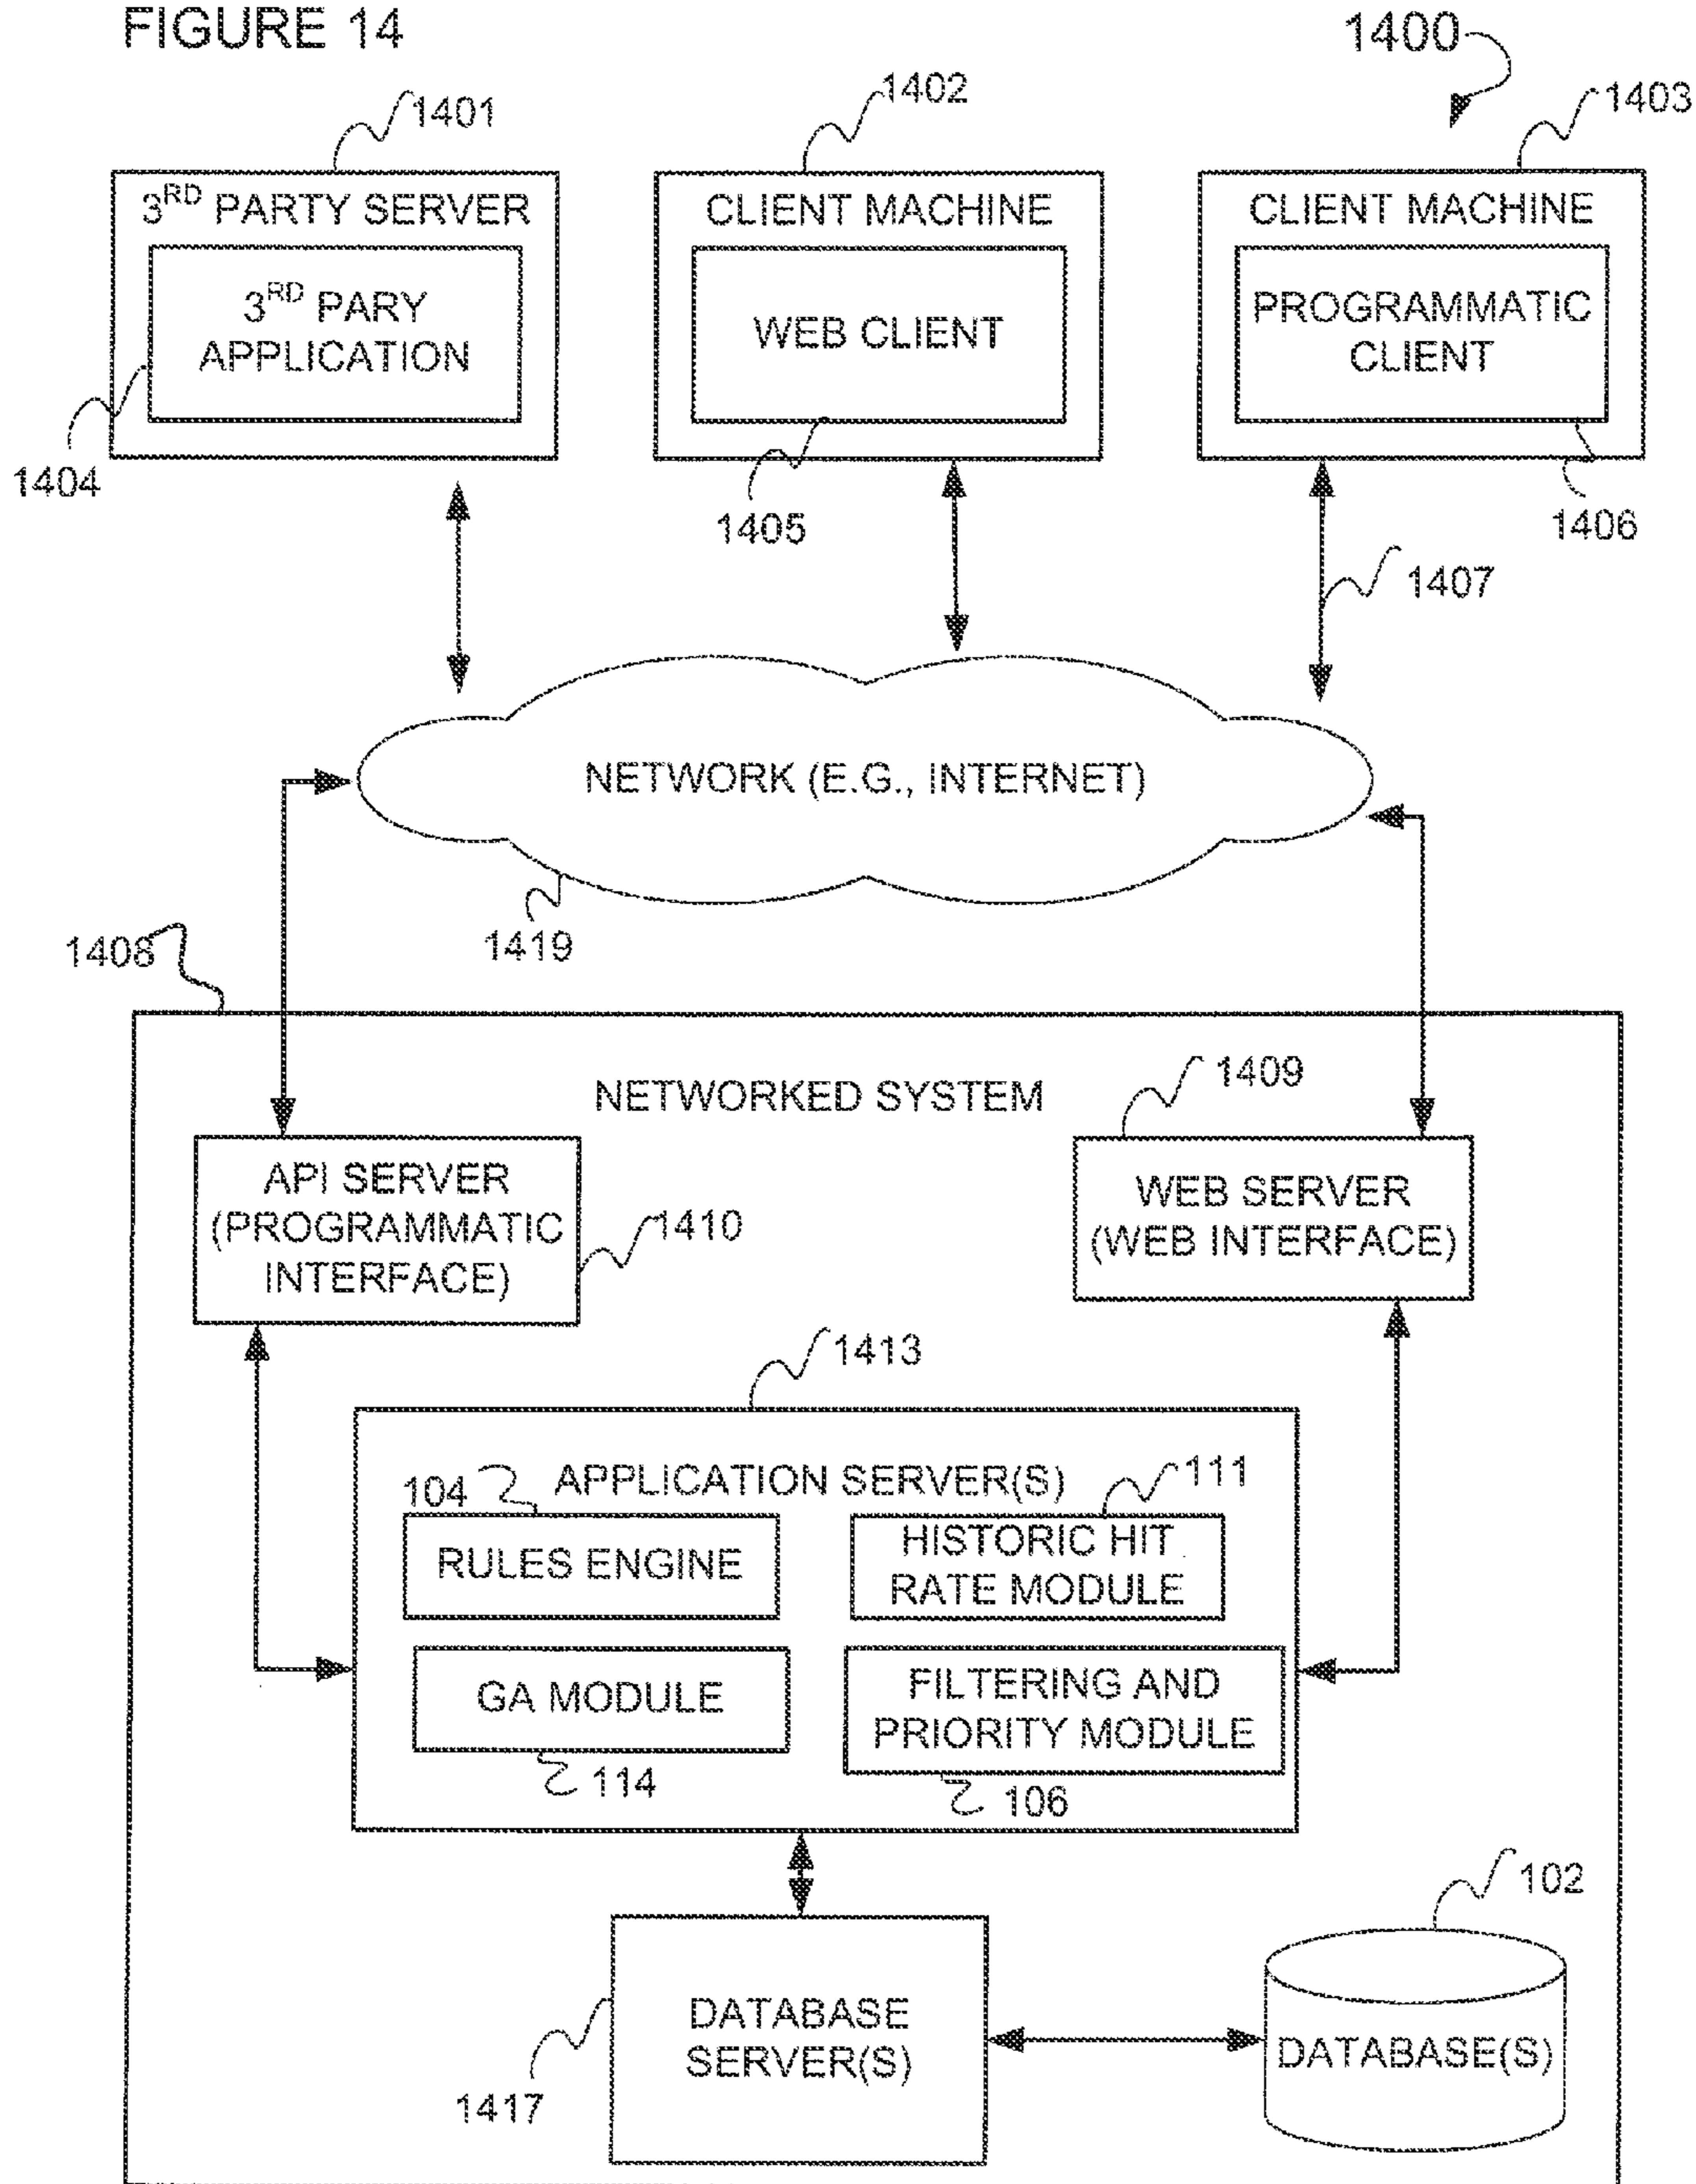 FIGURE 14
1400
1401
1402
1403
3RD PARTY SERVER
3RD PARY
APPLICATION
1404
CLIENT MACHINE
WEB CLIENT
1405
CLIENT MACHINE
PROGRAMMATIC
CLIENT
1406
1407
NETWORK (E.G., INTERNET)
1419
1408
NETWORKED SYSTEM
1409
API SERVER
(PROGRAMMATIC
INTERFACE)
1410
WEB SERVER
(WEB INTERFACE)
1413
APPLICATION SERVER(S)
104
111
RULES ENGINE
HISTORIC HIT
RATE MODULE
GA MODULE
114
FILTERING AND
PRIORITY MODULE
106
102
DATABASE
SERVER(S)
1417
DATABASE(S)